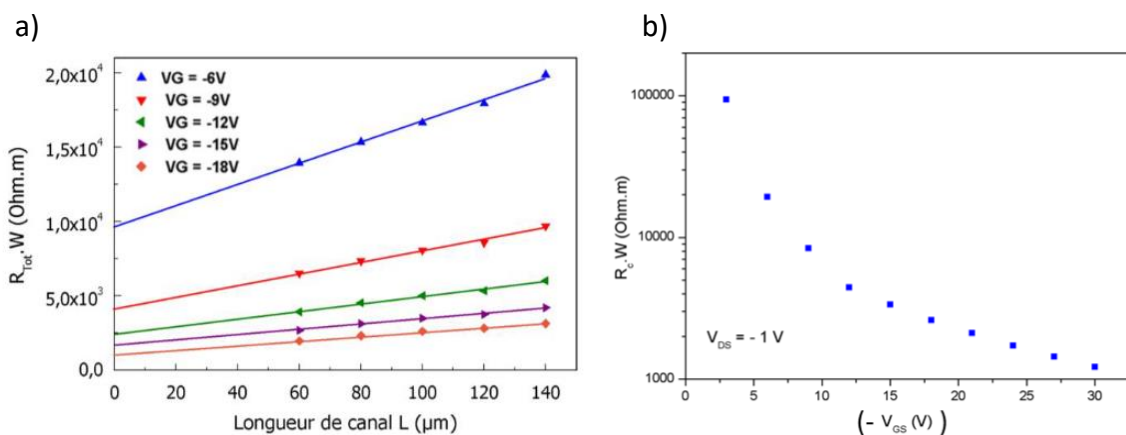 a)
R_Tot.W (Ohm.m)
2,0x10⁴
1,5x10⁴
1,0x10⁴
5,0x10³
0,0
VG = -6V
VG = -9V
VG = -12V
VG = -15V
VG = -18V
0 20 40 60 80 100 120 140
Longueur de canal L (µm)
b)
R_c.W (Ohm.m)
100000
10000
1000
V_DS = - 1 V
0 5 10 15 20 25 30
(- V_GS (V) )